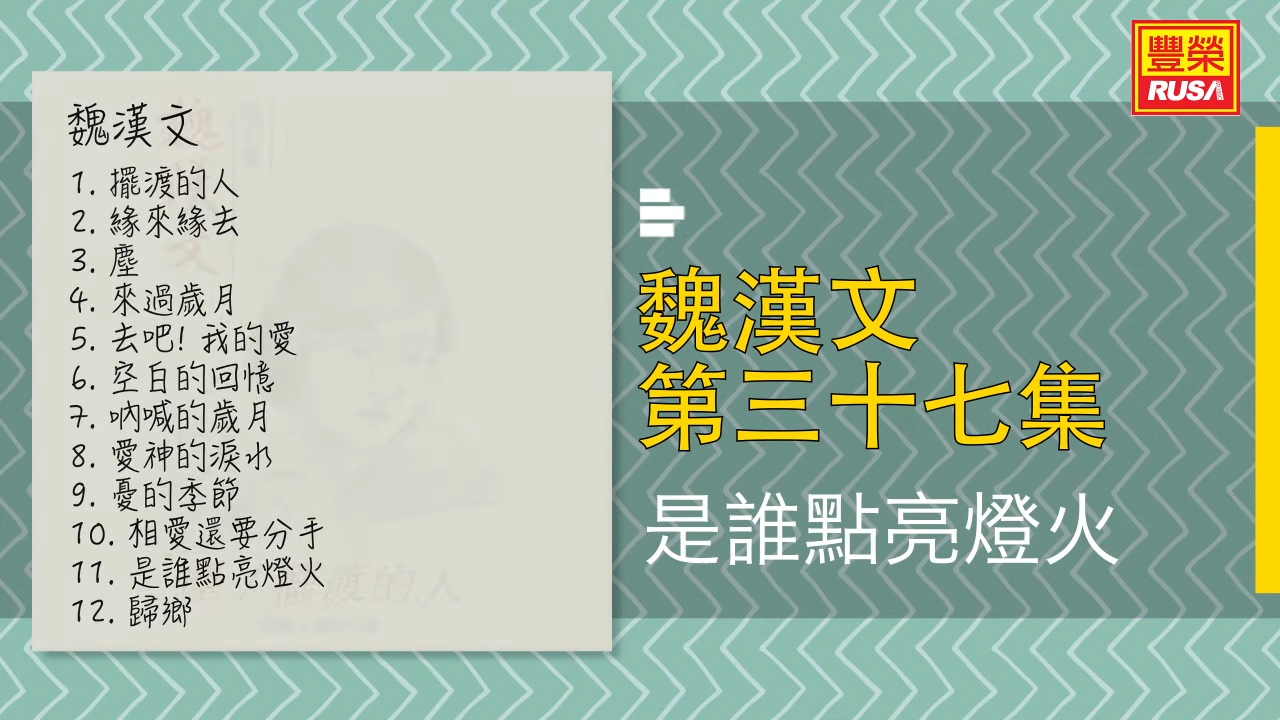 豐榮
RUSA
魏漢文
1. 擺渡的人
2. 緣來緣去
3. 塵
4. 來過歲月
5. 去吧! 我的愛
6. 空白的回憶
7. 吶喊的歲月
8. 愛神的淚水
9. 憂的季節
10. 相愛還要分手
11. 是誰點亮燈火
12. 歸鄉
魏漢文
第三十七集
是誰點亮燈火